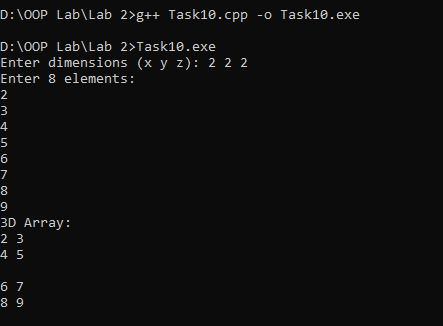 D:\OOP Lab\Lab 2>g++ Task10.cpp -o Task10.exe
D:\OOP Lab\Lab 2>Task10.exe
Enter dimensions (x y z): 2 2 2
Enter 8 elements:
2
3
4
5
6
7
8
9
3D Array:
2 3
4 5
6 7
8 9